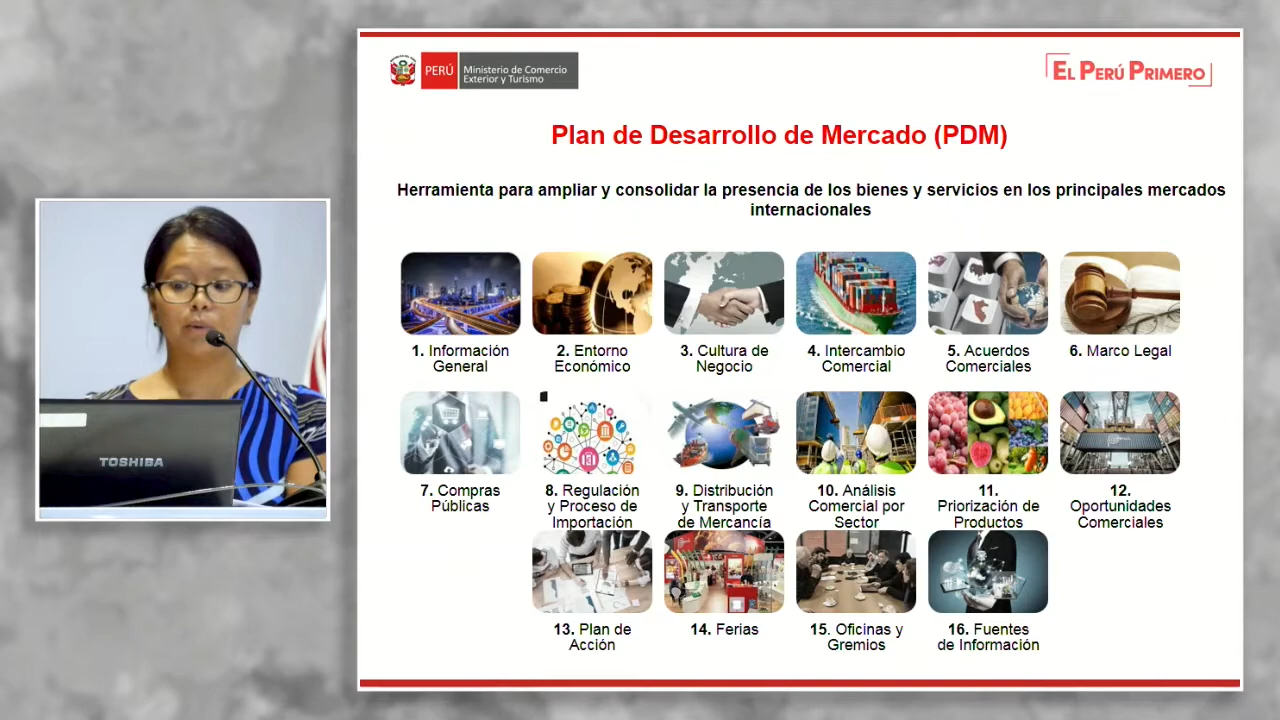 PERÚ
Ministerio de Comercio
Exterior y Turismo
EL PERÚ PRIMERO
Plan de Desarrollo de Mercado (PDM)
Herramienta para ampliar y consolidar la presencia de los bienes y servicios en los principales mercados
internacionales
1. Información
General
2. Entorno
Económico
3. Cultura de
Negocio
4. Intercambio
Comercial
5. Acuerdos
Comerciales
6. Marco Legal
7. Compras
Públicas
8. Regulación
y Proceso de
Importación
9. Distribución
y Transporte
de Mercancía
10. Análisis
Comercial por
Sector
11.
Priorización de
Productos
12.
Oportunidades
Comerciales
13. Plan de
Acción
14. Ferias
15. Oficinas y
Gremios
16. Fuentes
de Información
TOSHIBA